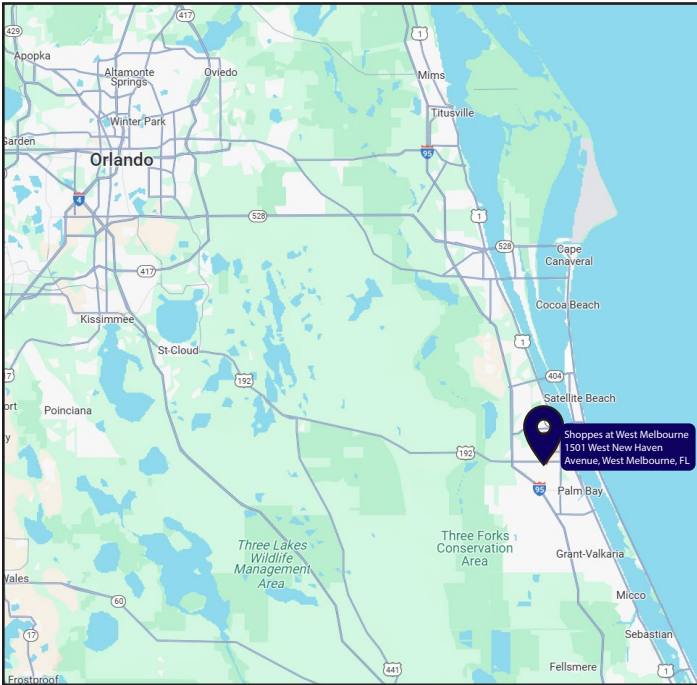 417
429
1
Apopka
Altamonte
Springs
Oviedo
Mims
Titusville
Winter Park
Garden
Orlando
95
4
528
1
528
Cape
Canaveral
417
Cocoa Beach
Kissimmee
1
St Cloud
192
404
7
ort
Poinciana
Satellite Beach
y
Shoppes at West Melbourne
1501 West New Haven
Avenue, West Melbourne, FL
192
95
Palm Bay
Three Lakes
Wildlife
Management
Area
Three Forks
Conservation
Area
Grant-Valkaria
Wales
60
Micco
17
Sebastian
441
Fellsmere
1
Frostproof